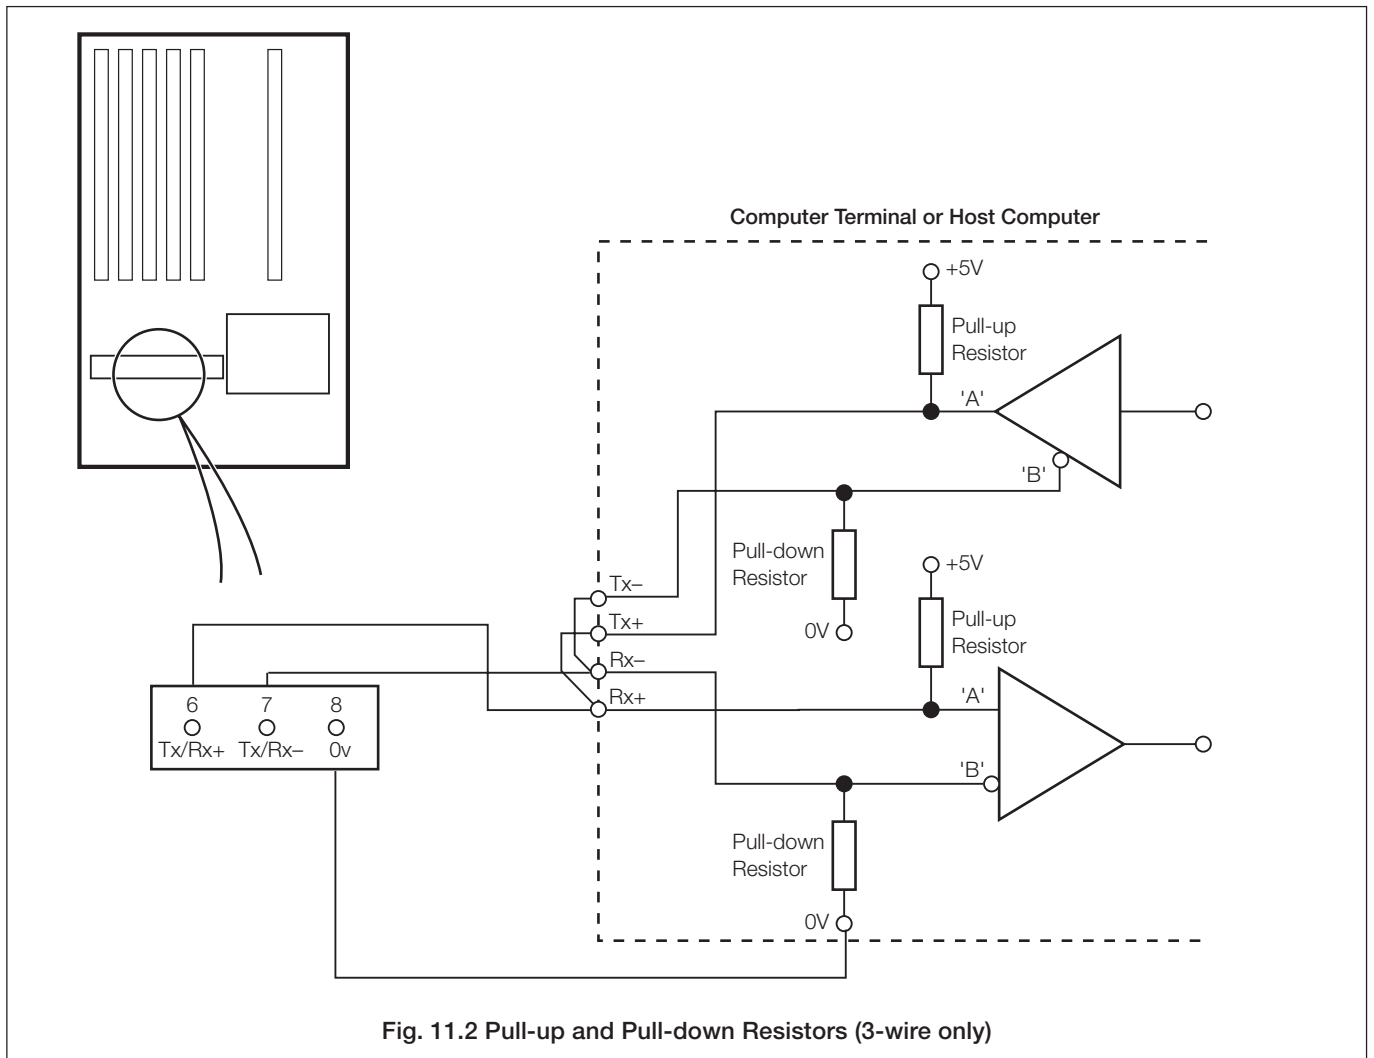 Computer Terminal or Host Computer
+5V
Pull-up
Resistor
'A'
'B'
Pull-down
Resistor
0V
+5V
Pull-up
Resistor
Tx–
Tx+
Rx–
Rx+
'A'
'B'
Pull-down
Resistor
0V
6 7 8
Tx/Rx+ Tx/Rx– 0v
Fig. 11.2 Pull-up and Pull-down Resistors (3-wire only)